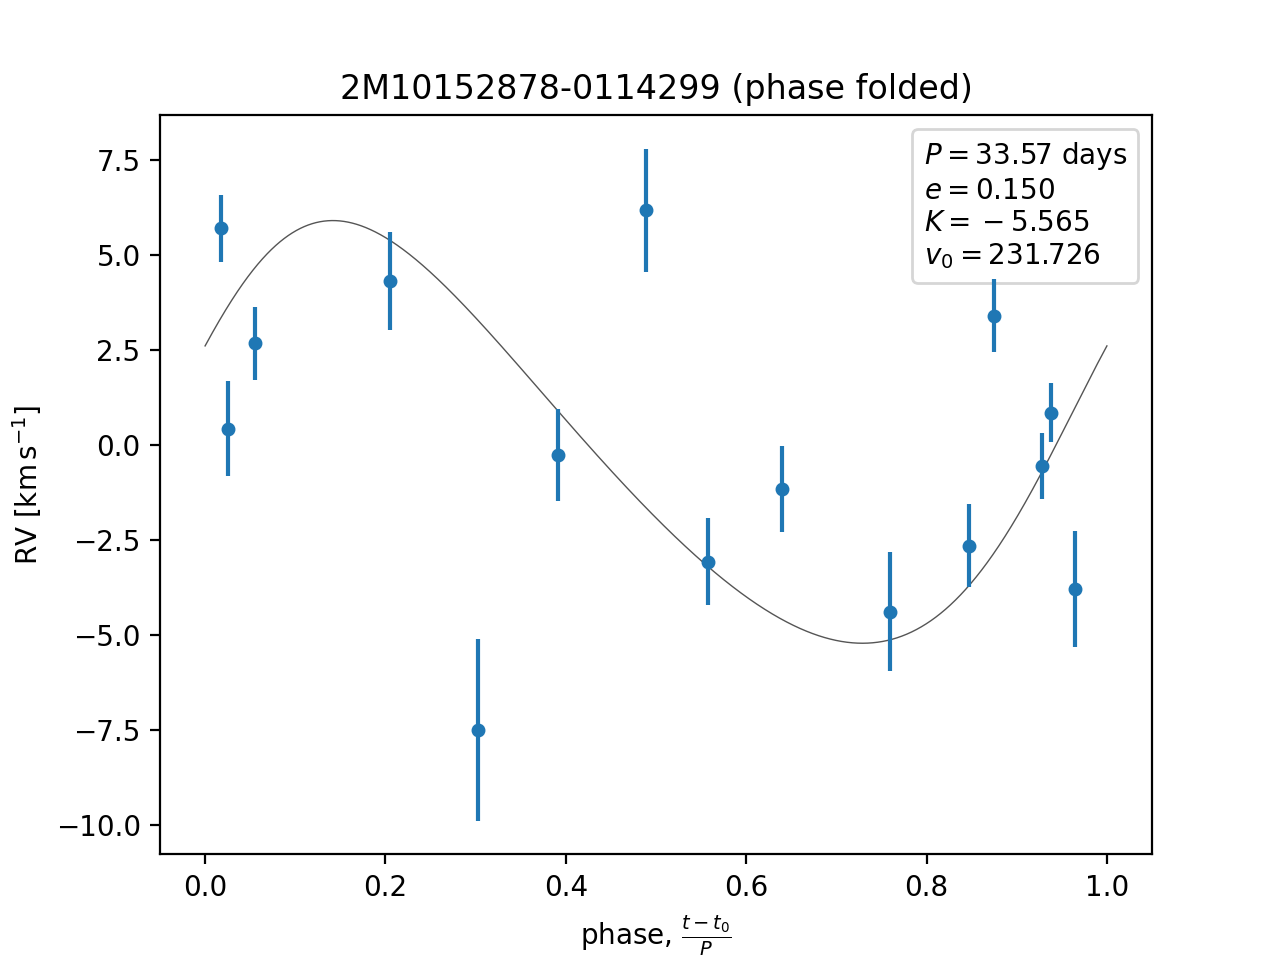 2M10152878-0114299 (phase folded)
P = 33.57 days
e = 0.150
K = −5.565
v₀ = 231.726
7.5
5.0
2.5
0.0
−2.5
−5.0
−7.5
−10.0
RV [km s⁻¹]
0.0 0.2 0.4 0.6 0.8 1.0
phase, (t − t₀)/P